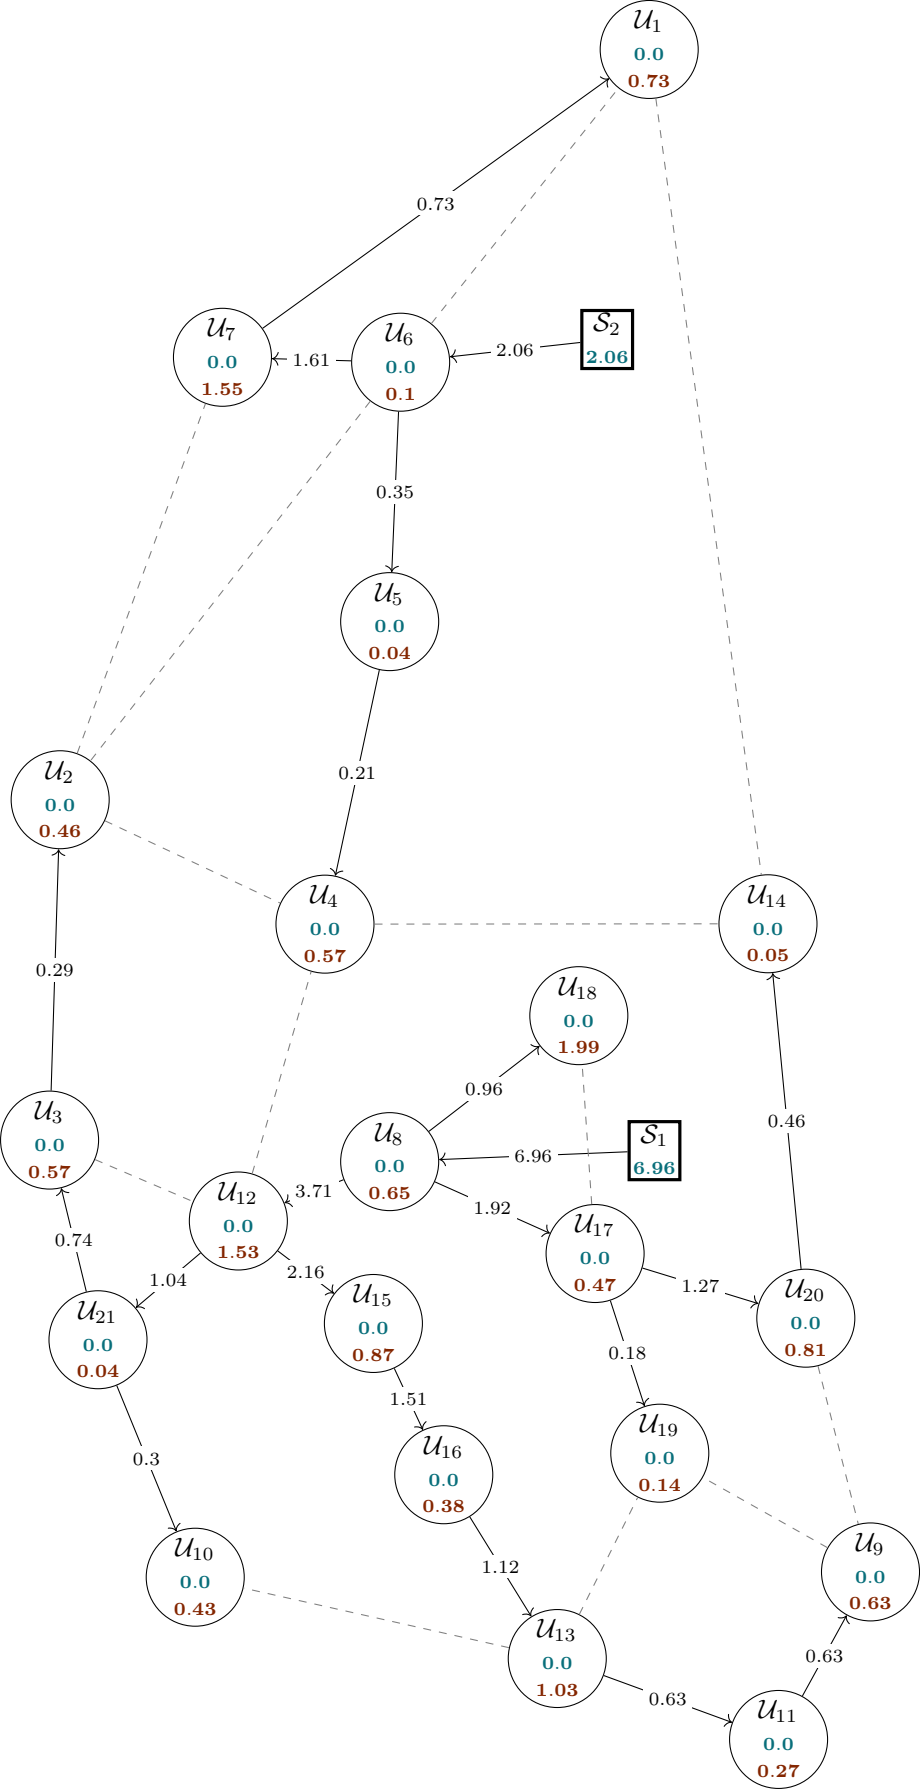 𝒰₁
0.0
0.73
0.73
𝒰₇
0.0
1.55
1.61
𝒰₆
0.0
0.1
2.06
𝒮₂
2.06
0.35
𝒰₅
0.0
0.04
0.21
𝒰₂
0.0
0.46
𝒰₄
0.0
0.57
𝒰₁₄
0.0
0.05
0.29
𝒰₁₈
0.0
1.99
0.96
0.46
𝒰₃
0.0
0.57
𝒰₈
0.0
0.65
6.96
𝒮₁
6.96
3.71
1.92
𝒰₁₂
0.0
1.53
𝒰₁₇
0.0
0.47
0.74
1.04
2.16
1.27
𝒰₂₁
0.0
0.04
𝒰₁₅
0.0
0.87
𝒰₂₀
0.0
0.81
0.18
1.51
0.3
𝒰₁₆
0.0
0.38
𝒰₁₉
0.0
0.14
1.12
𝒰₁₀
0.0
0.43
𝒰₉
0.0
0.63
𝒰₁₃
0.0
1.03
0.63
0.63
𝒰₁₁
0.0
0.27